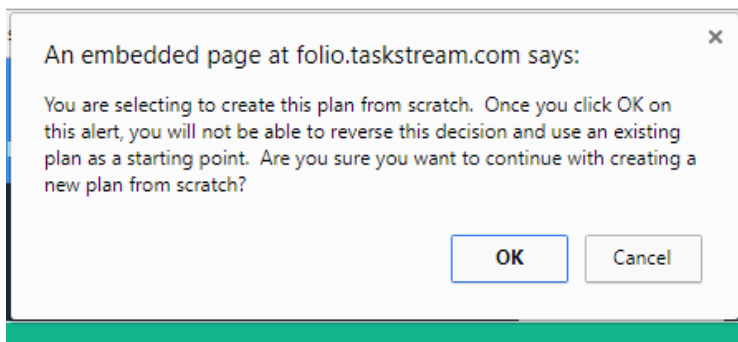 An embedded page at folio.taskstream.com says:
You are selecting to create this plan from scratch. Once you click OK on
this alert, you will not be able to reverse this decision and use an existing
plan as a starting point. Are you sure you want to continue with creating a
new plan from scratch?
OK Cancel